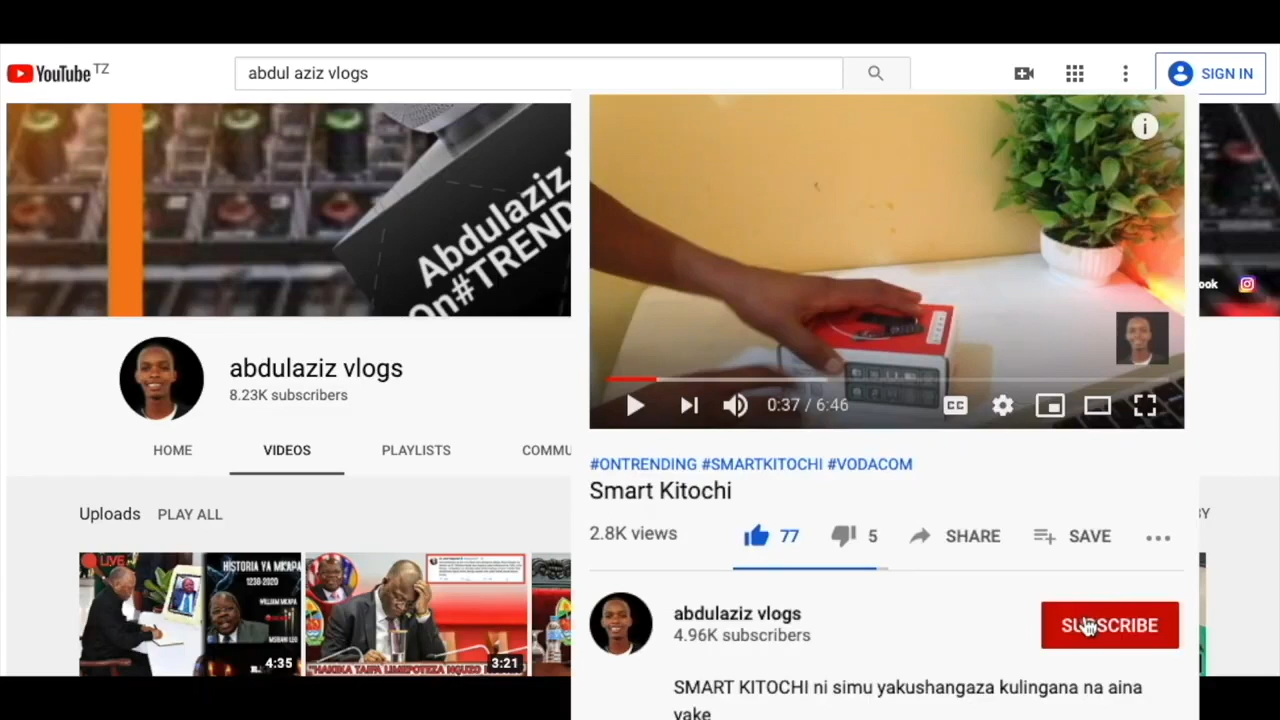 YouTube TZ
abdul aziz vlogs
SIGN IN
Abdulaziz
On#TREND
ook
abdulaziz vlogs
8.23K subscribers
HOME
VIDEOS
PLAYLISTS
COMMU
Uploads
PLAY ALL
LIVE
HISTORIA YA MKAPA
4:35
3:21
i
0:37 / 6:46
CC
#ONTRENDING #SMARTKITOCHI #VODACOM
Smart Kitochi
2.8K views
77
5
SHARE
SAVE
abdulaziz vlogs
4.96K subscribers
SUBSCRIBE
SMART KITOCHI ni simu yakushangaza kulingana na aina
yake